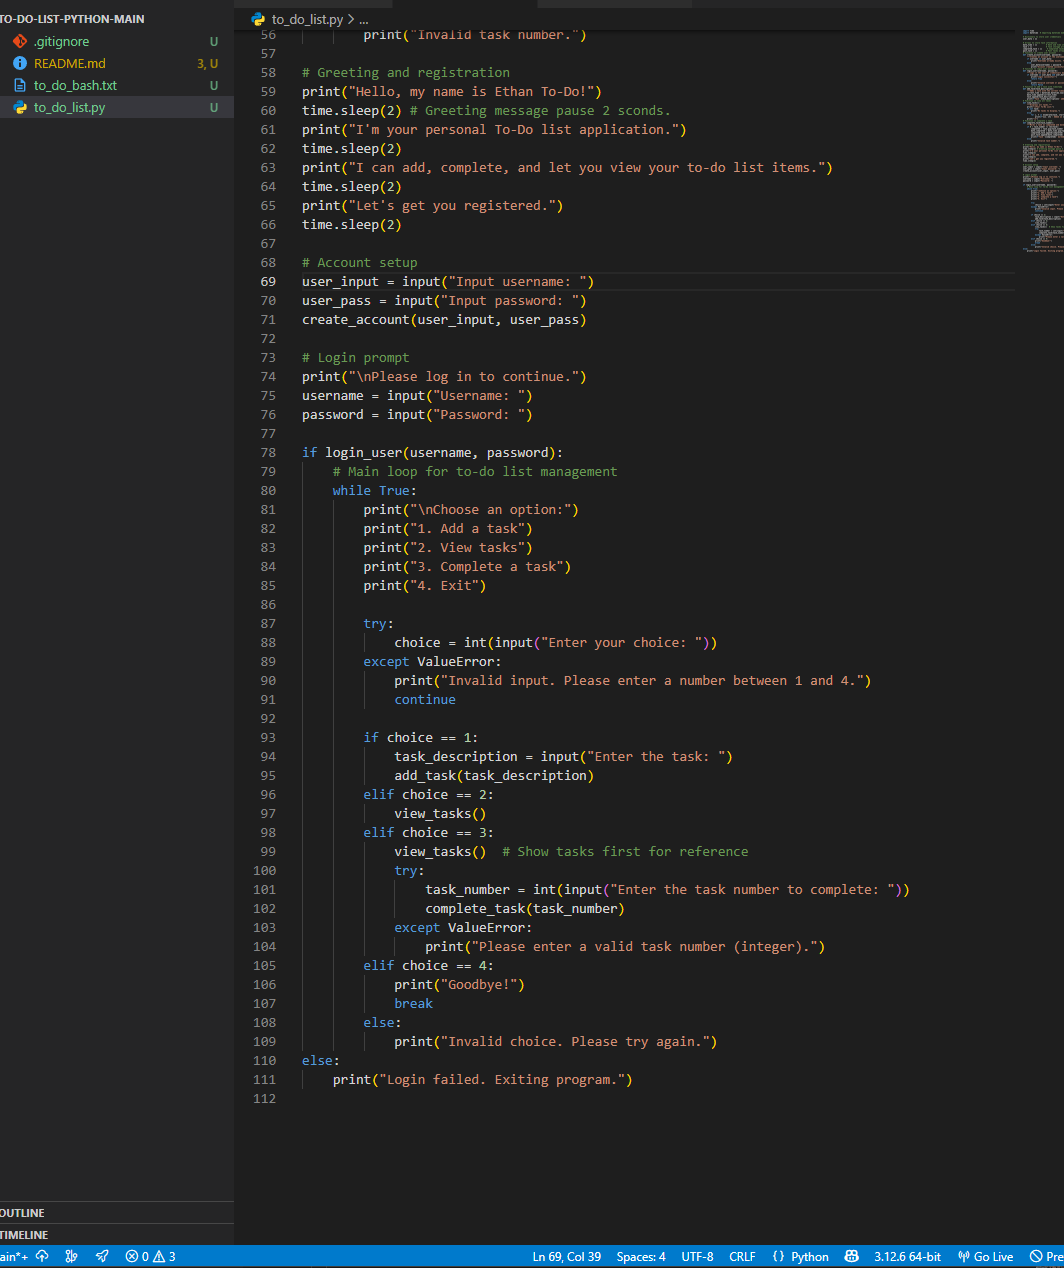 TO-DO-LIST-PYTHON-MAIN
.gitignore U
README.md 3, U
to_do_bash.txt U
to_do_list.py U
OUTLINE
TIMELINE
to_do_list.py > ...
56 print("Invalid task number.")
57
58 # Greeting and registration
59 print("Hello, my name is Ethan To-Do!")
60 time.sleep(2) # Greeting message pause 2 sconds.
61 print("I'm your personal To-Do list application.")
62 time.sleep(2)
63 print("I can add, complete, and let you view your to-do list items.")
64 time.sleep(2)
65 print("Let's get you registered.")
66 time.sleep(2)
67
68 # Account setup
69 user_input = input("Input username: ")
70 user_pass = input("Input password: ")
71 create_account(user_input, user_pass)
72
73 # Login prompt
74 print("\nPlease log in to continue.")
75 username = input("Username: ")
76 password = input("Password: ")
77
78 if login_user(username, password):
79 # Main loop for to-do list management
80 while True:
81 print("\nChoose an option:")
82 print("1. Add a task")
83 print("2. View tasks")
84 print("3. Complete a task")
85 print("4. Exit")
86
87 try:
88 choice = int(input("Enter your choice: "))
89 except ValueError:
90 print("Invalid input. Please enter a number between 1 and 4.")
91 continue
92
93 if choice == 1:
94 task_description = input("Enter the task: ")
95 add_task(task_description)
96 elif choice == 2:
97 view_tasks()
98 elif choice == 3:
99 view_tasks() # Show tasks first for reference
100 try:
101 task_number = int(input("Enter the task number to complete: "))
102 complete_task(task_number)
103 except ValueError:
104 print("Please enter a valid task number (integer).")
105 elif choice == 4:
106 print("Goodbye!")
107 break
108 else:
109 print("Invalid choice. Please try again.")
110 else:
111 print("Login failed. Exiting program.")
112
ain*+ 0 3 Ln 69, Col 39 Spaces: 4 UTF-8 CRLF {} Python 3.12.6 64-bit Go Live Pre